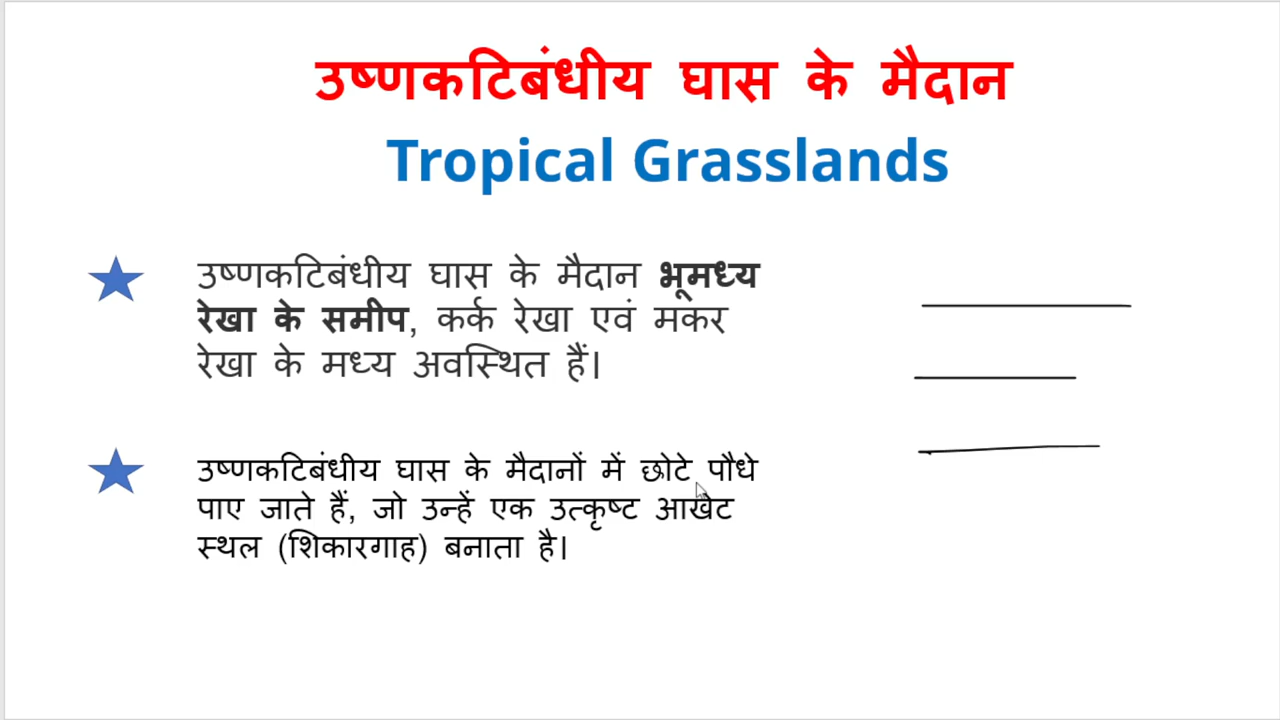 उष्णकटिबंधीय घास के मैदान
Tropical Grasslands
उष्णकटिबंधीय घास के मैदान भूमध्य
रेखा के समीप, कर्क रेखा एवं मकर
रेखा के मध्य अवस्थित हैं।
उष्णकटिबंधीय घास के मैदानों में छोटे पौधे
पाए जाते हैं, जो उन्हें एक उत्कृष्ट आखेट
स्थल (शिकारगाह) बनाता है।